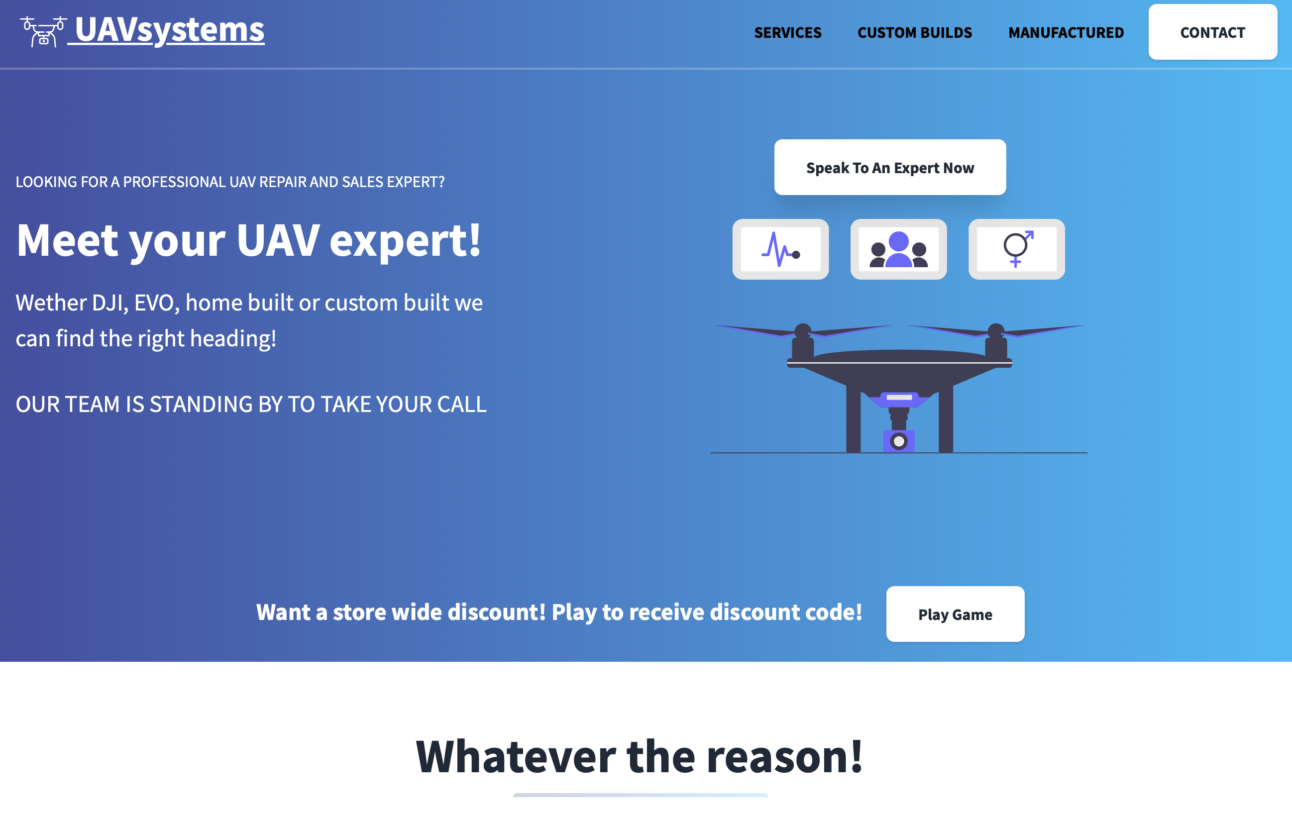 UAVsystems
SERVICES
CUSTOM BUILDS
MANUFACTURED
CONTACT
Speak To An Expert Now
LOOKING FOR A PROFESSIONAL UAV REPAIR AND SALES EXPERT?
Meet your UAV expert!
Wether DJI, EVO, home built or custom built we
can find the right heading!
OUR TEAM IS STANDING BY TO TAKE YOUR CALL
Want a store wide discount! Play to receive discount code!
Play Game
Whatever the reason!